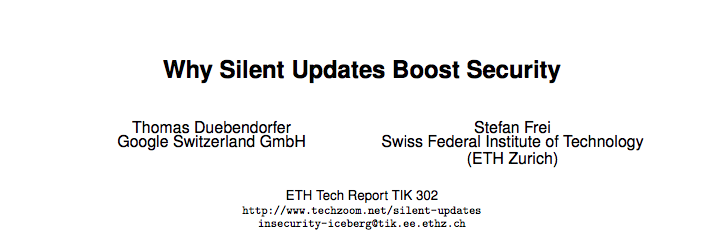 Why Silent Updates Boost Security
Thomas Duebendorfer
Google Switzerland GmbH
Stefan Frei
Swiss Federal Institute of Technology
(ETH Zurich)
ETH Tech Report TIK 302
http://www.techzoom.net/silent-updates
insecurity-iceberg@tik.ee.ethz.ch